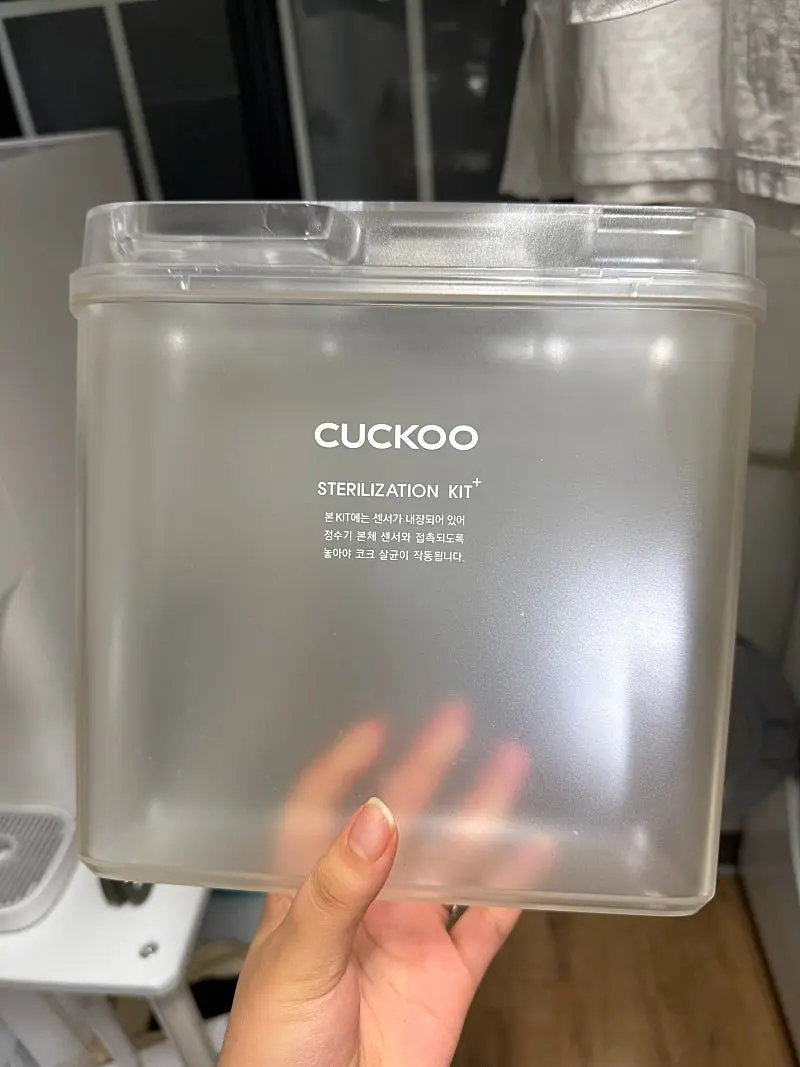 CUCKOO
STERILIZATION KIT+
본 KIT에는 센서가 내장되어 있어
정수기 본체 센서와 접촉되도록
놓아야 코크 살균이 작동됩니다.